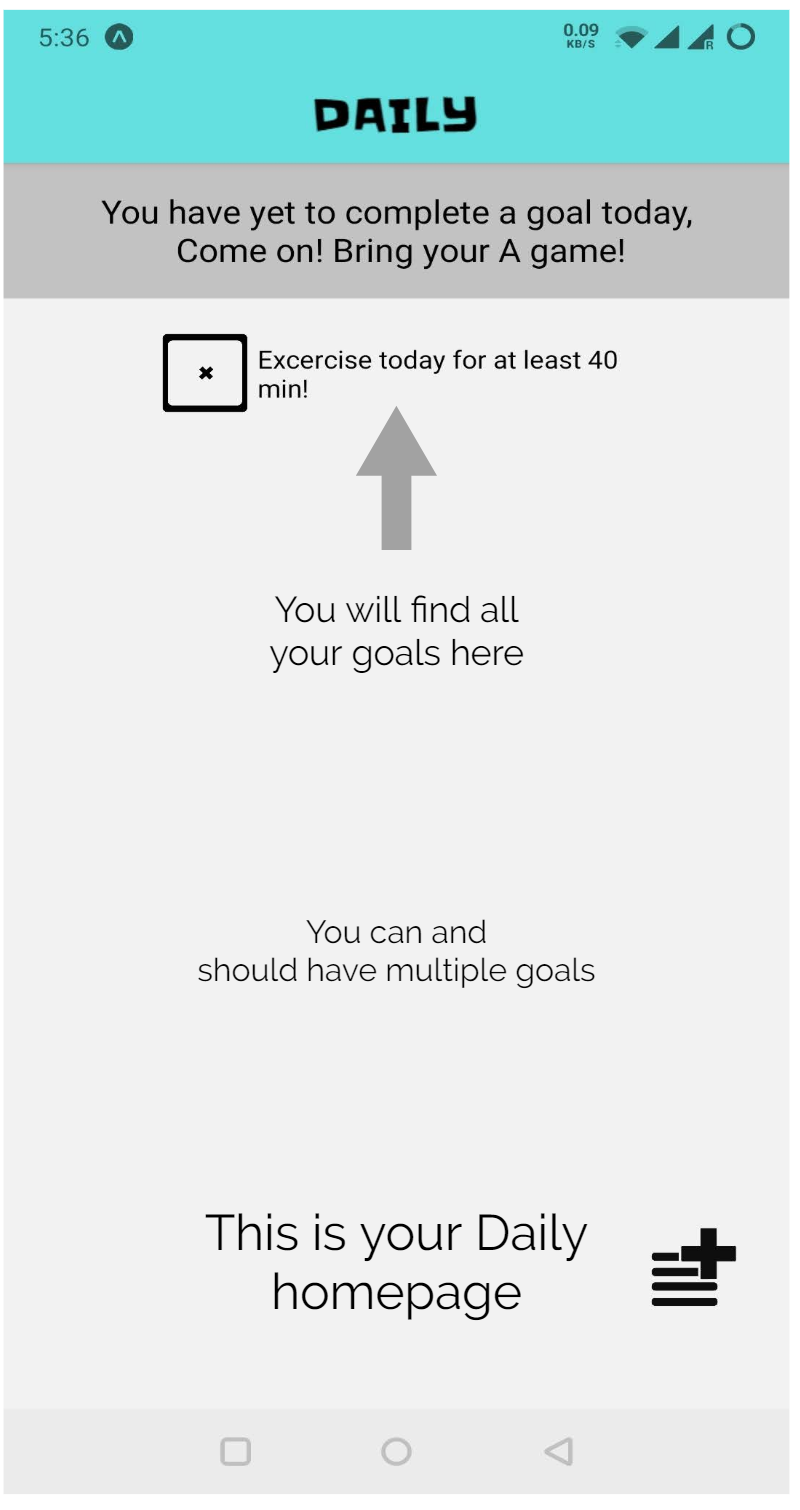 5:36
0.09
KB/S
R
DAILY
You have yet to complete a goal today,
Come on! Bring your A game!
Excercise today for at least 40
min!
You will find all
your goals here
You can and
should have multiple goals
This is your Daily
homepage